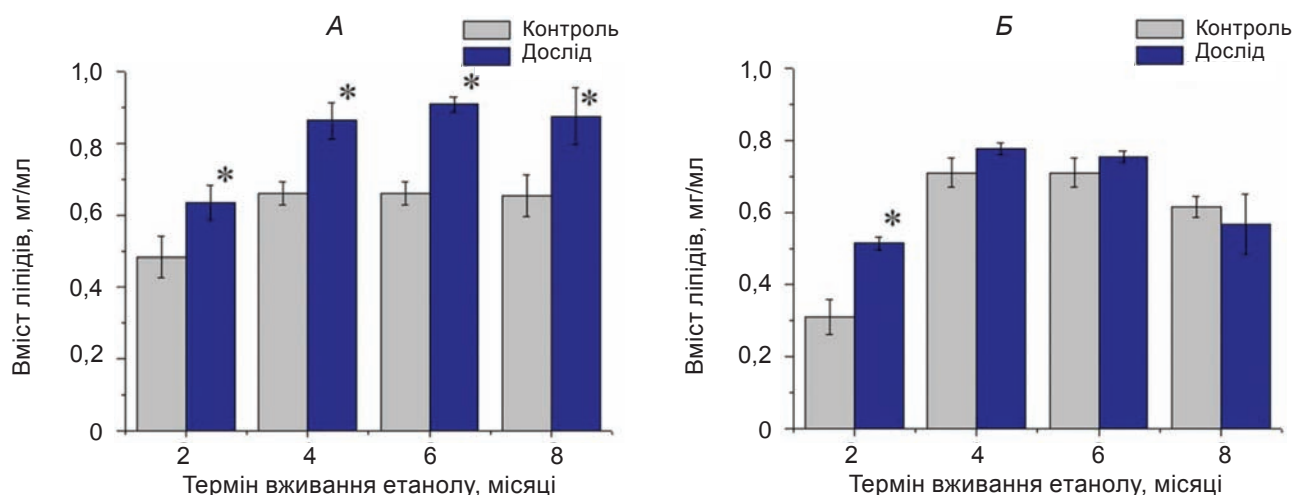 А
Контроль
Дослід
Вміст ліпідів, мг/мл
1,0
0,8
0,6
0,4
0,2
0
*
*
*
*
2 4 6 8
Термін вживання етанолу, місяці
Б
Контроль
Дослід
Вміст ліпідів, мг/мл
1,0
0,8
0,6
0,4
0,2
0
*
2 4 6 8
Термін вживання етанолу, місяці